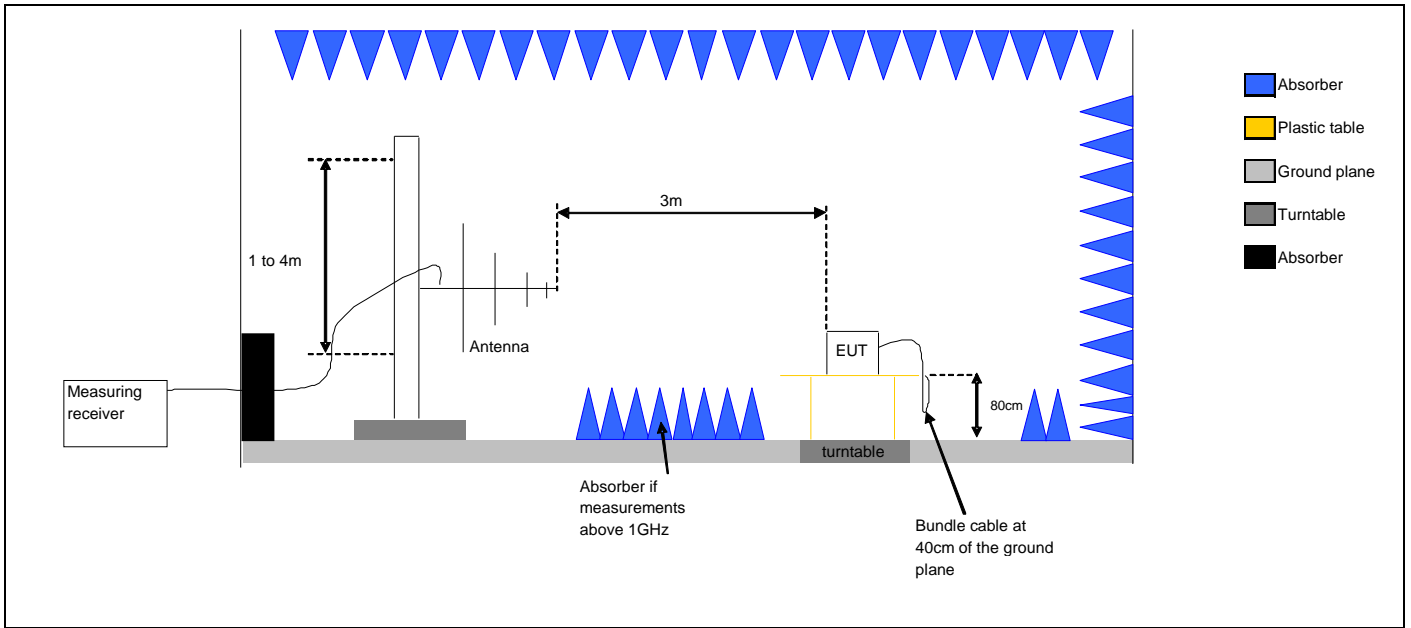 Absorber
Plastic table
Ground plane
Turntable
Absorber
3m
1 to 4m
Antenna
EUT
Measuring
receiver
80cm
turntable
Absorber if
measurements
above 1GHz
Bundle cable at
40cm of the ground
plane